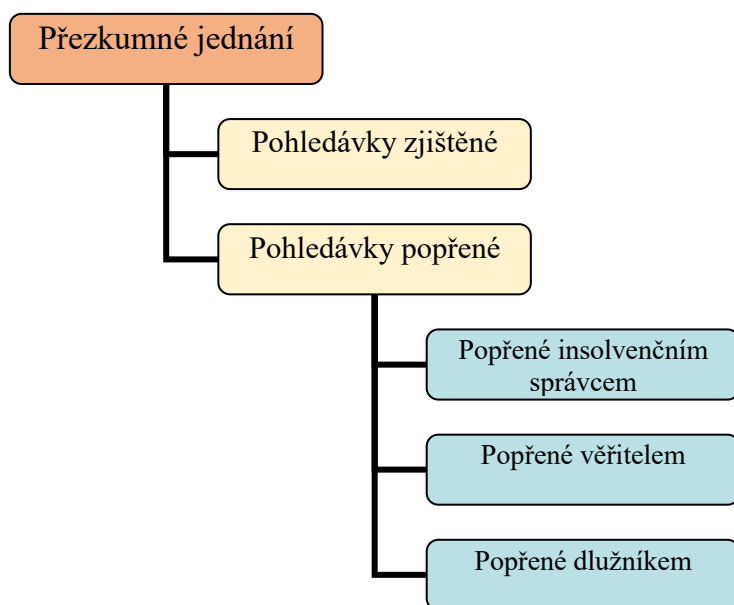 Přezkumné jednání
Pohledávky zjištěné
Pohledávky popřené
Popřené insolvenčním
správcem
Popřené věřitelem
Popřené dlužníkem